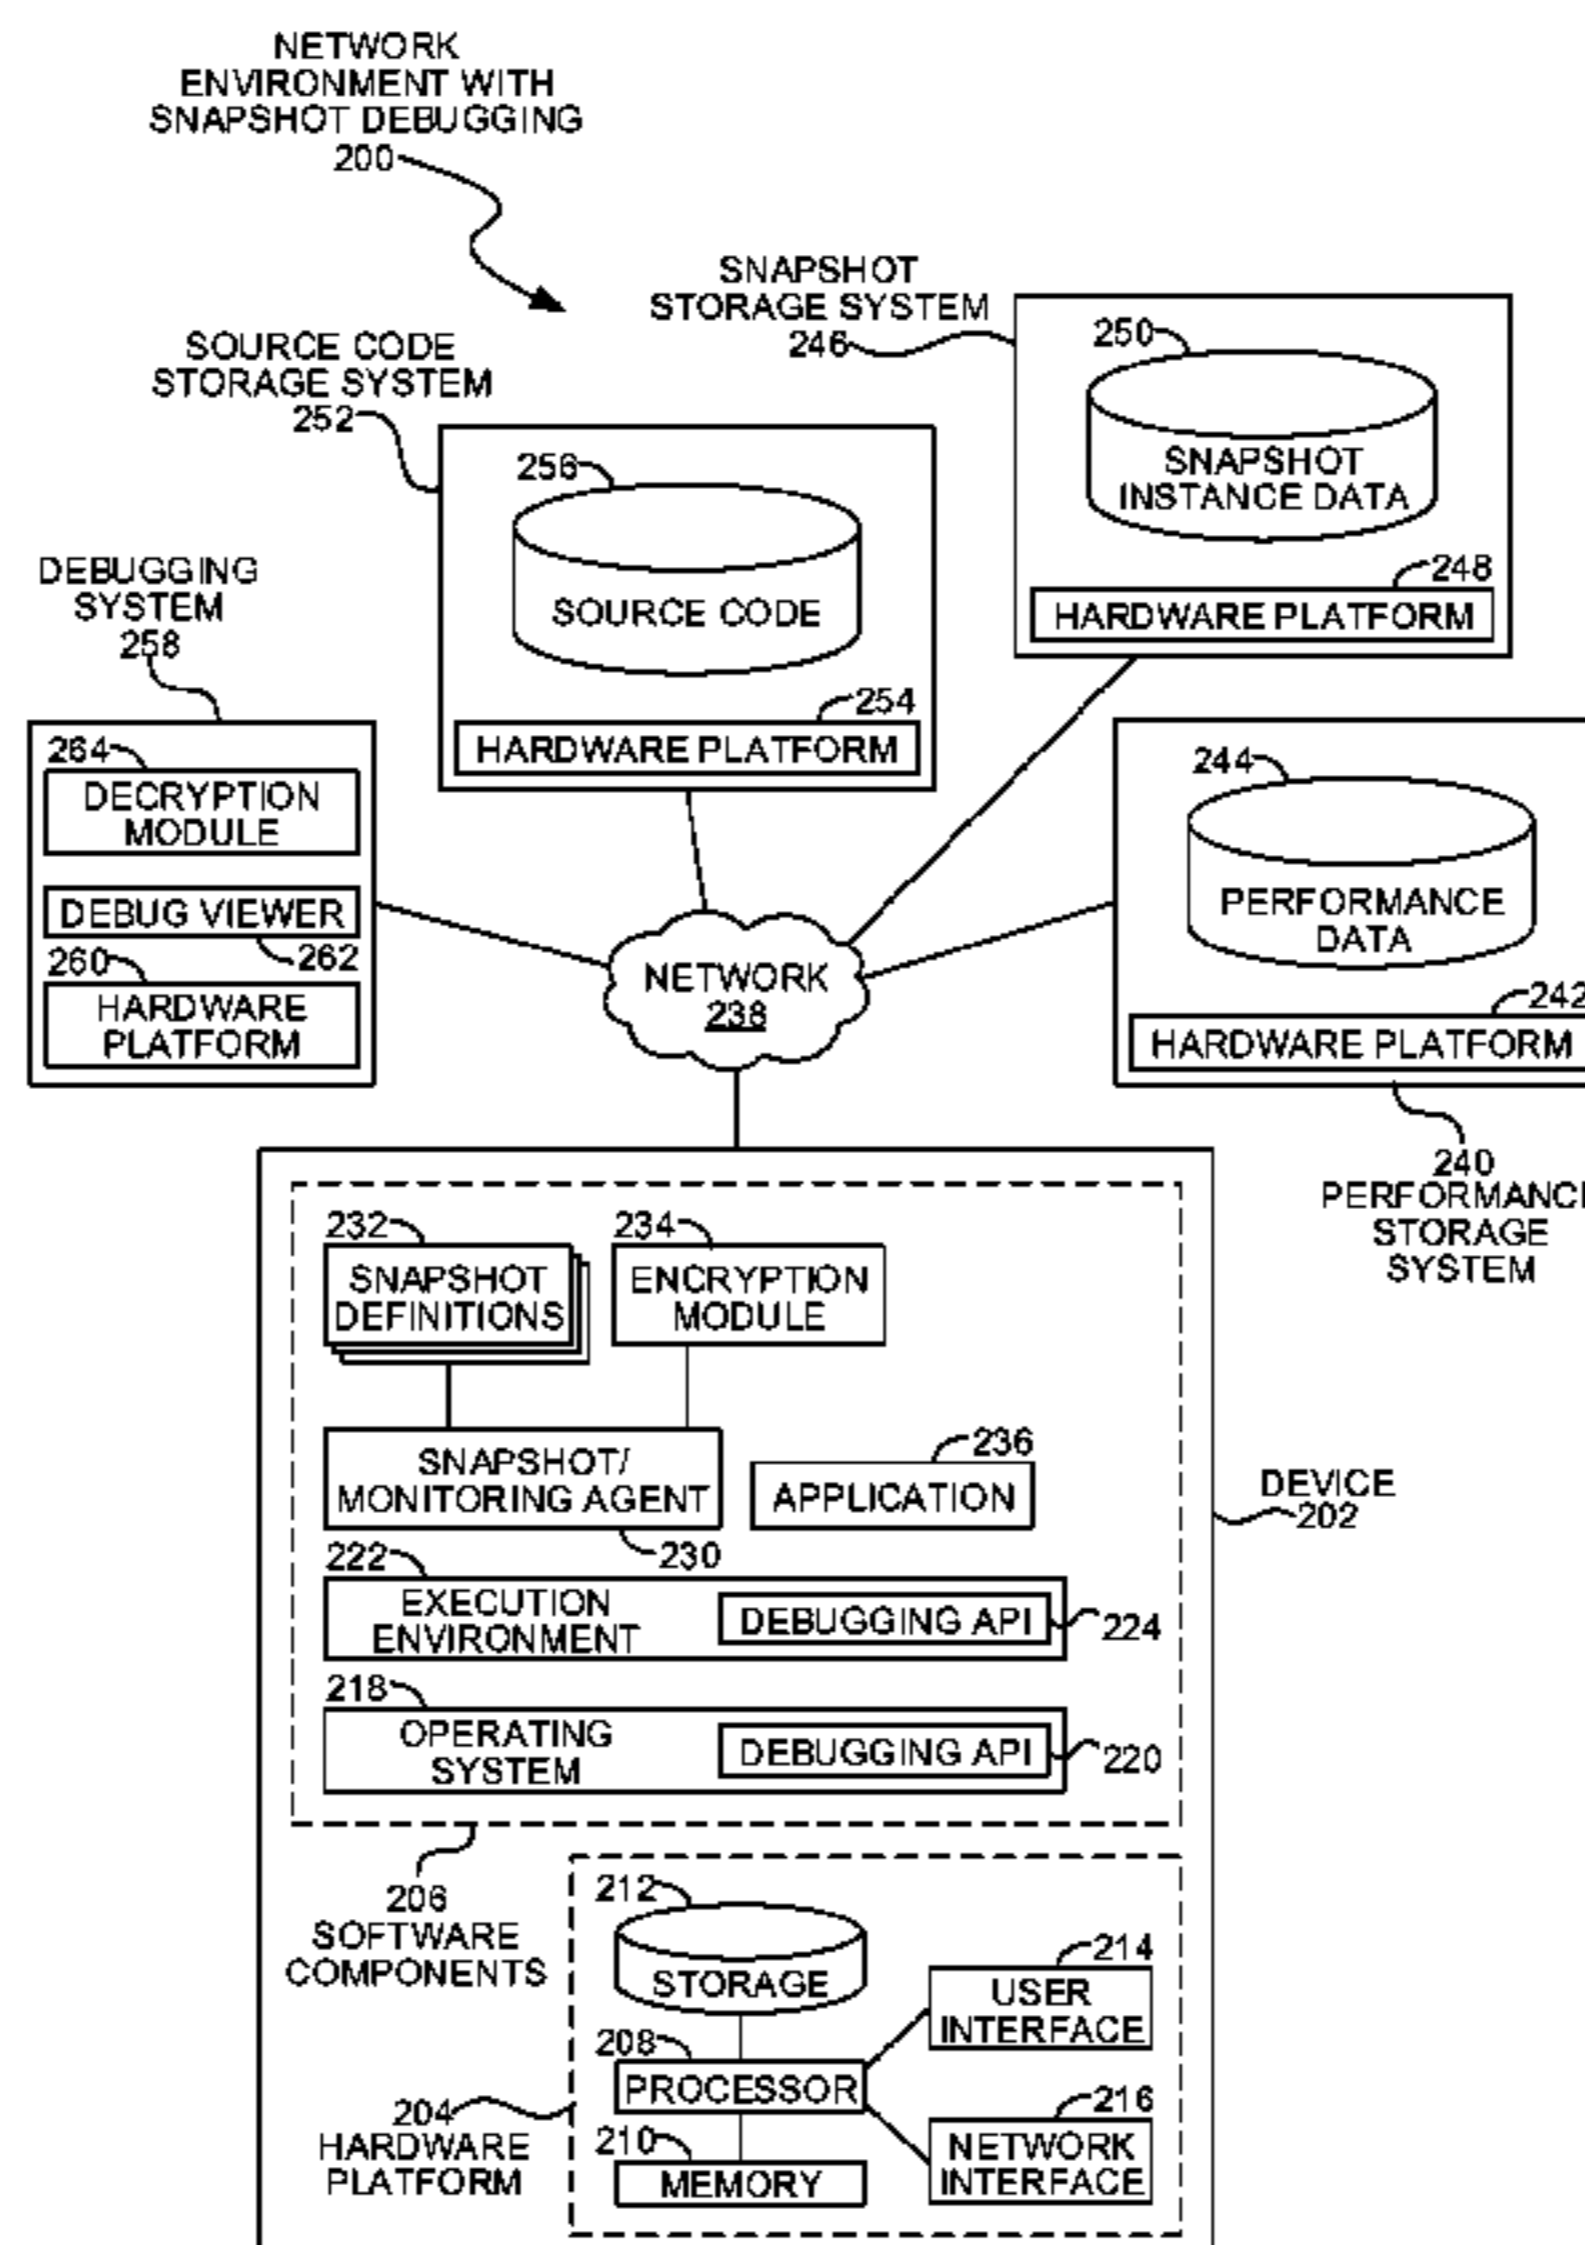 NETWORK
ENVIRONMENT WITH
SNAPSHOT DEBUGGING
200
SNAPSHOT
STORAGE SYSTEM
246
250
SNAPSHOT
INSTANCE DATA
248
HARDWARE PLATFORM
SOURCE CODE
STORAGE SYSTEM
252
256
SOURCE CODE
254
HARDWARE PLATFORM
DEBUGGING
SYSTEM
258
264
DECRYPTION
MODULE
DEBUG VIEWER
262
260
HARDWARE
PLATFORM
NETWORK
238
244
PERFORMANCE
DATA
242
HARDWARE PLATFORM
240
PERFORMANC
STORAGE
SYSTEM
232
SNAPSHOT
DEFINITIONS
234
ENCRYPTION
MODULE
SNAPSHOT/
MONITORING AGENT
230
236
APPLICATION
DEVICE
202
222
EXECUTION
ENVIRONMENT
DEBUGGING API
224
218
OPERATING
SYSTEM
DEBUGGING API
220
206
SOFTWARE
COMPONENTS
212
STORAGE
214
USER
INTERFACE
208
PROCESSOR
204
HARDWARE
PLATFORM
210
MEMORY
216
NETWORK
INTERFACE